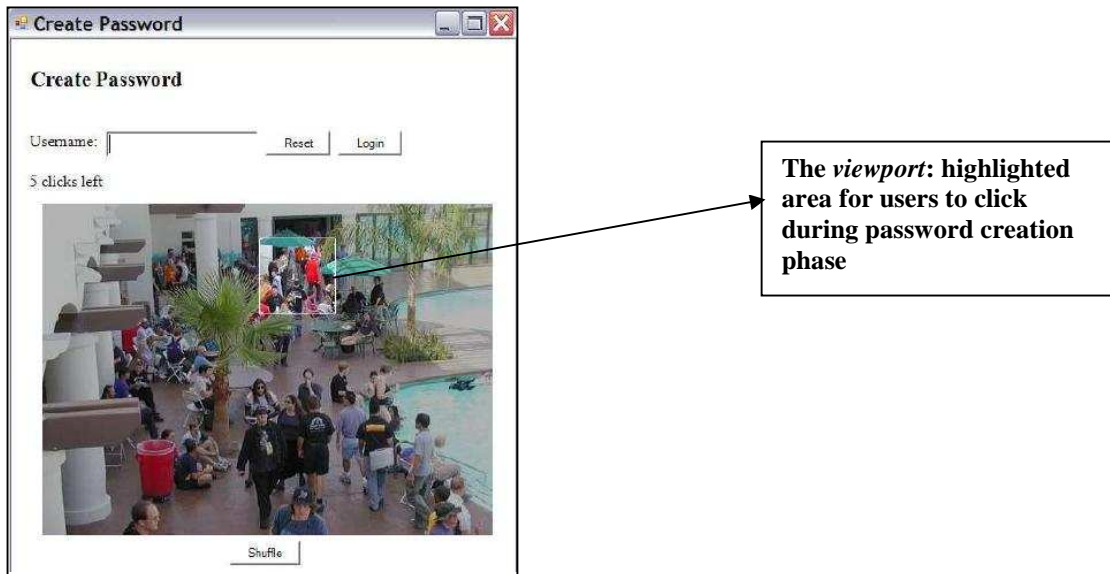 Create Password
Create Password
Username:
Reset
Login
5 clicks left
Shuffle
The viewport: highlighted
area for users to click
during password creation
phase